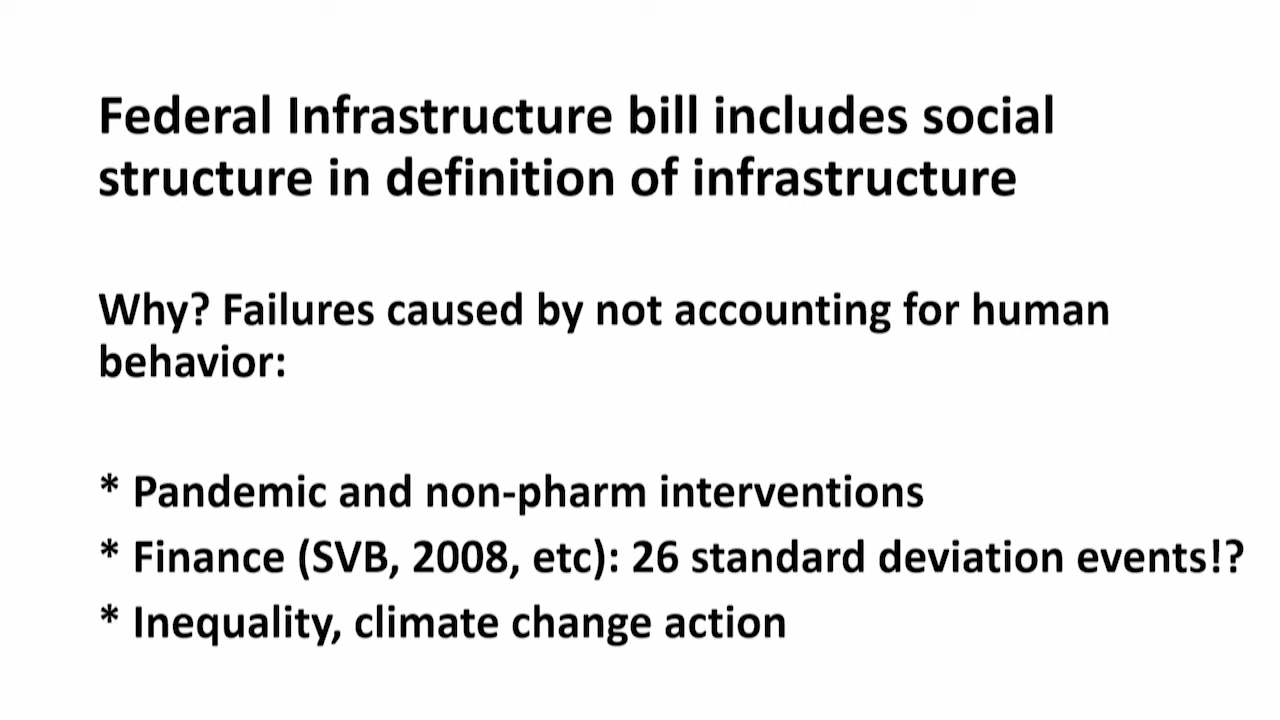 Federal Infrastructure bill includes social
structure in definition of infrastructure
Why? Failures caused by not accounting for human
behavior:
* Pandemic and non-pharm interventions
* Finance (SVB, 2008, etc): 26 standard deviation events!?
* Inequality, climate change action